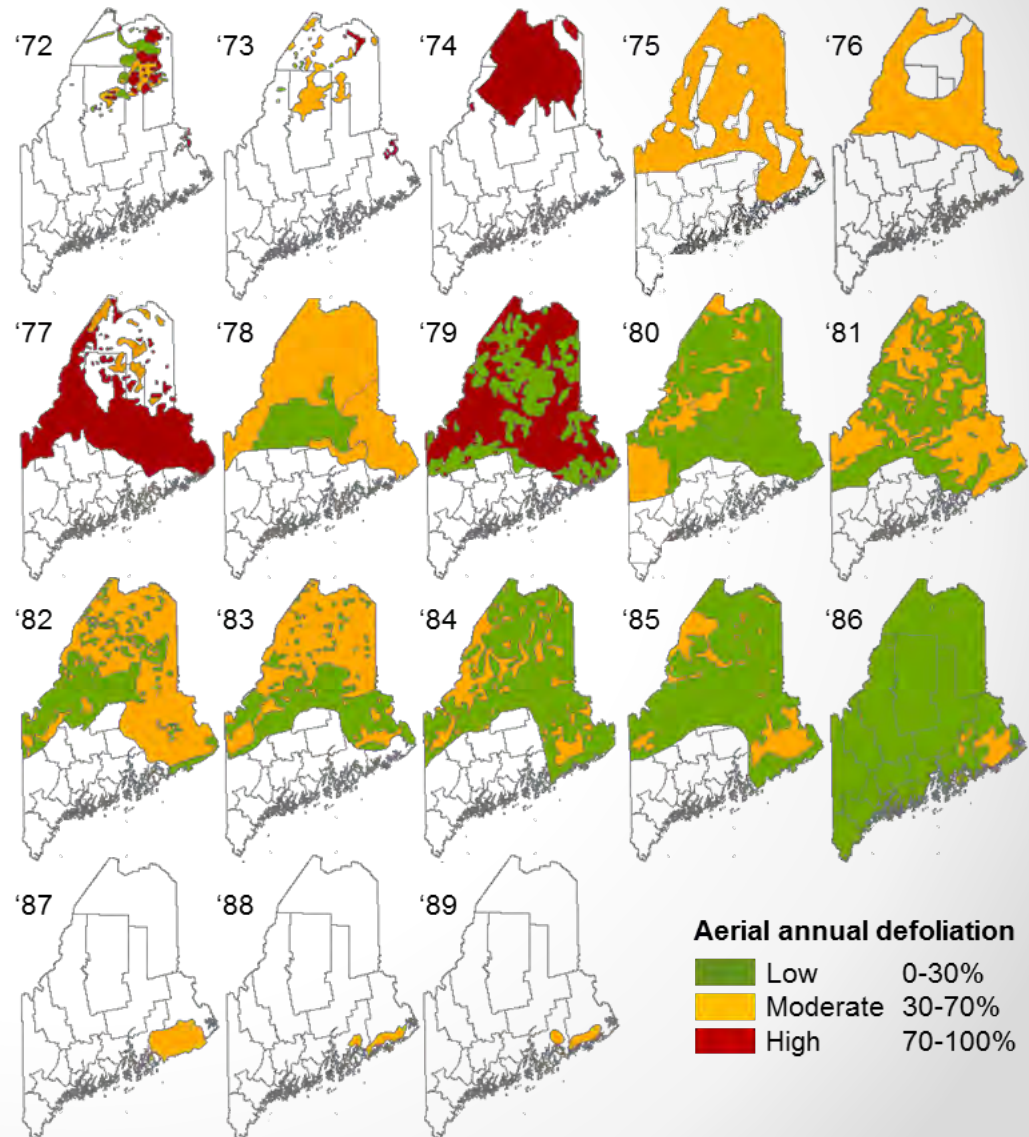 ‘72 ‘73 ‘74 ‘75 ‘76
‘77 ‘78 ‘79 ‘80 ‘81
‘82 ‘83 ‘84 ‘85 ‘86
‘87 ‘88 ‘89
Aerial annual defoliation
Low 0-30%
Moderate 30-70%
High 70-100%